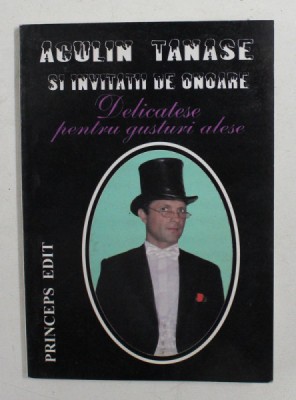 ACULIN TANASE
SI INVITATII DE ONOARE
Delicatese
pentru gusturi alese
PRINCEPS EDIT